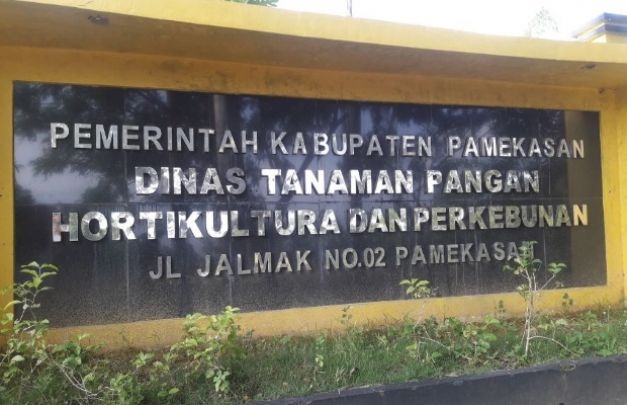 PEMERINTAH KABUPATEN PAMEKASAN
DINAS TANAMAN PANGAN
HORTIKULTURA DAN PERKEBUNAN
JL JALMAK NO.02 PAMEKASAN